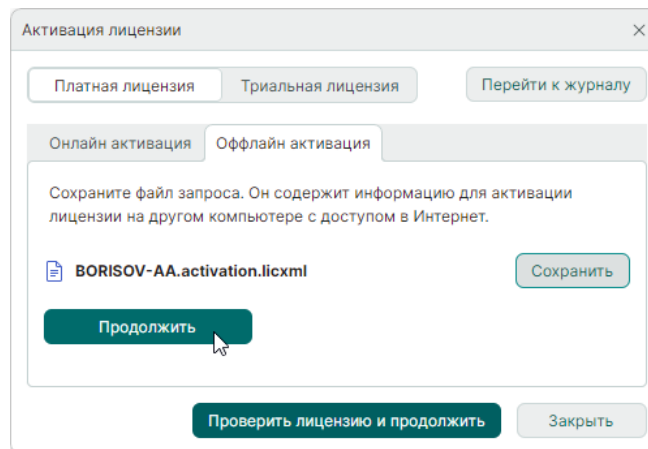 Активация лицензии
Платная лицензия
Триальная лицензия
Перейти к журналу
Онлайн активация
Оффлайн активация
Сохраните файл запроса. Он содержит информацию для активации
лицензии на другом компьютере с доступом в Интернет.
BORISOV-AA.activation.licxml
Сохранить
Продолжить
Проверить лицензию и продолжить
Закрыть